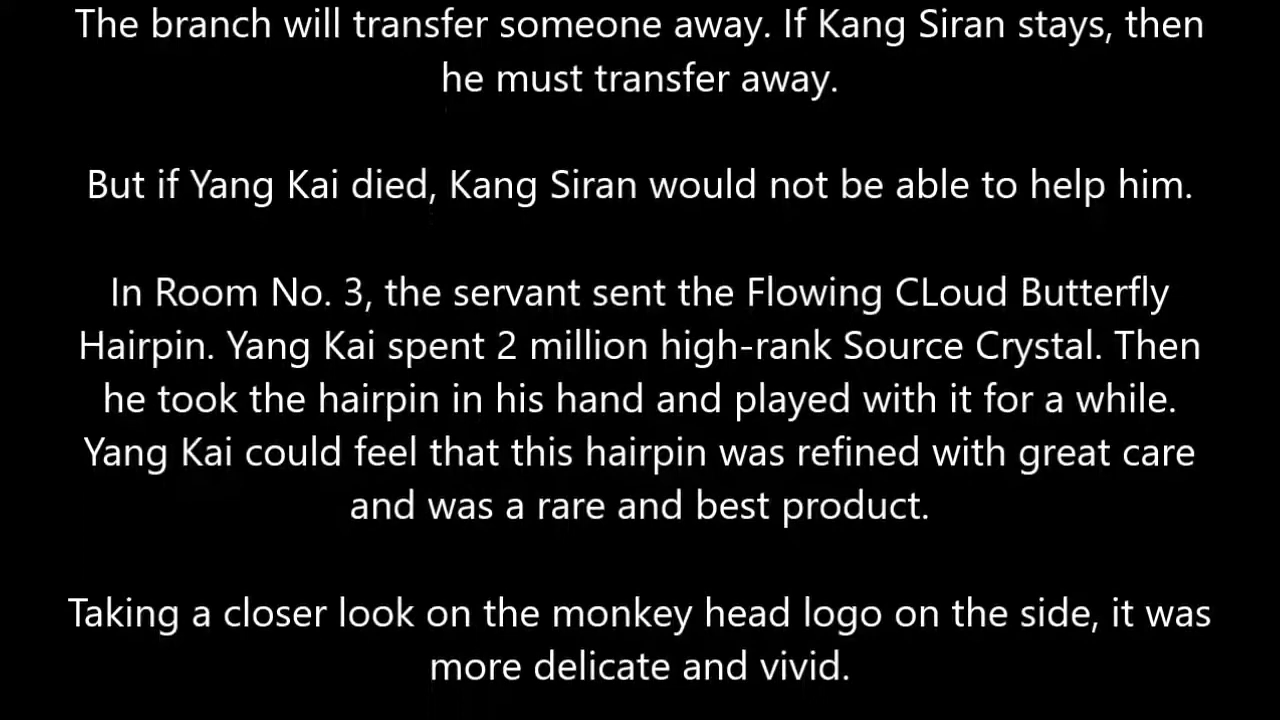 The branch will transfer someone away. If Kang Siran stays, then
he must transfer away.
But if Yang Kai died, Kang Siran would not be able to help him.
In Room No. 3, the servant sent the Flowing CLoud Butterfly
Hairpin. Yang Kai spent 2 million high-rank Source Crystal. Then
he took the hairpin in his hand and played with it for a while.
Yang Kai could feel that this hairpin was refined with great care
and was a rare and best product.
Taking a closer look on the monkey head logo on the side, it was
more delicate and vivid.